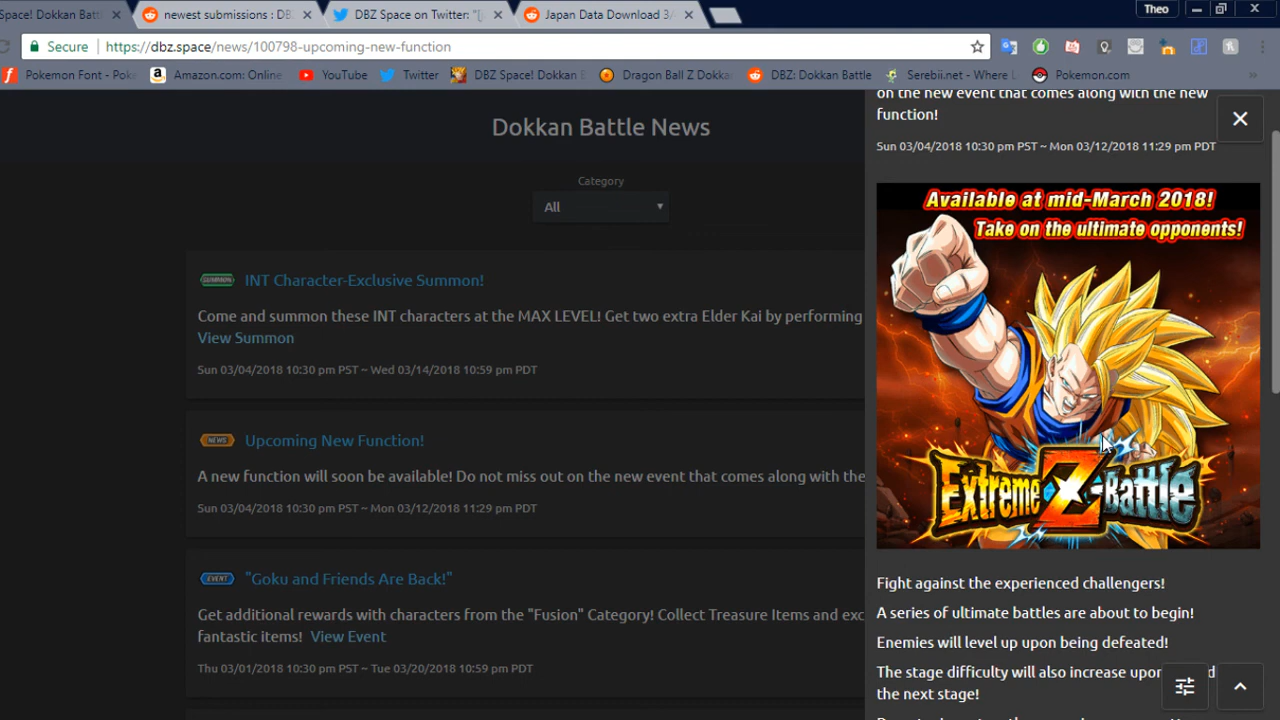 Space! Dokkan Bat
newest submissions : DB
DBZ Space on Twitter: "[
Japan Data Download 3/
Theo
Secure
https://dbz.space/news/100798-upcoming-new-function
Pokemon Font - Pok
Amazon.com: Online
YouTube
Twitter
DBZ Space! Dokkan
Dragon Ball Z Dokka
DBZ: Dokkan Battle
Serebii.net - Where
Pokemon.com
»
Dokkan Battle News
Category
All
SUMMON
INT Character-Exclusive Summon!
Come and summon these INT characters at the MAX LEVEL! Get two extra Elder Kai by performing
View Summon
Sun 03/04/2018 10:30 pm PST ~ Wed 03/14/2018 10:59 pm PDT
NEWS
Upcoming New Function!
A new function will soon be available! Do not miss out on the new event that comes along with the
Sun 03/04/2018 10:30 pm PST ~ Mon 03/12/2018 11:29 pm PDT
EVENT
"Goku and Friends Are Back!"
Get additional rewards with characters from the "Fusion" Category! Collect Treasure Items and exc
fantastic items! View Event
Thu 03/01/2018 10:30 pm PST ~ Tue 03/20/2018 10:59 pm PDT
on the new event that comes along with the new
function!
Sun 03/04/2018 10:30 pm PST ~ Mon 03/12/2018 11:29 pm PDT
Available at mid-March 2018!
Take on the ultimate opponents!
Extreme Z-Battle
Fight against the experienced challengers!
A series of ultimate battles are about to begin!
Enemies will level up upon being defeated!
The stage difficulty will also increase upo
the next stage!